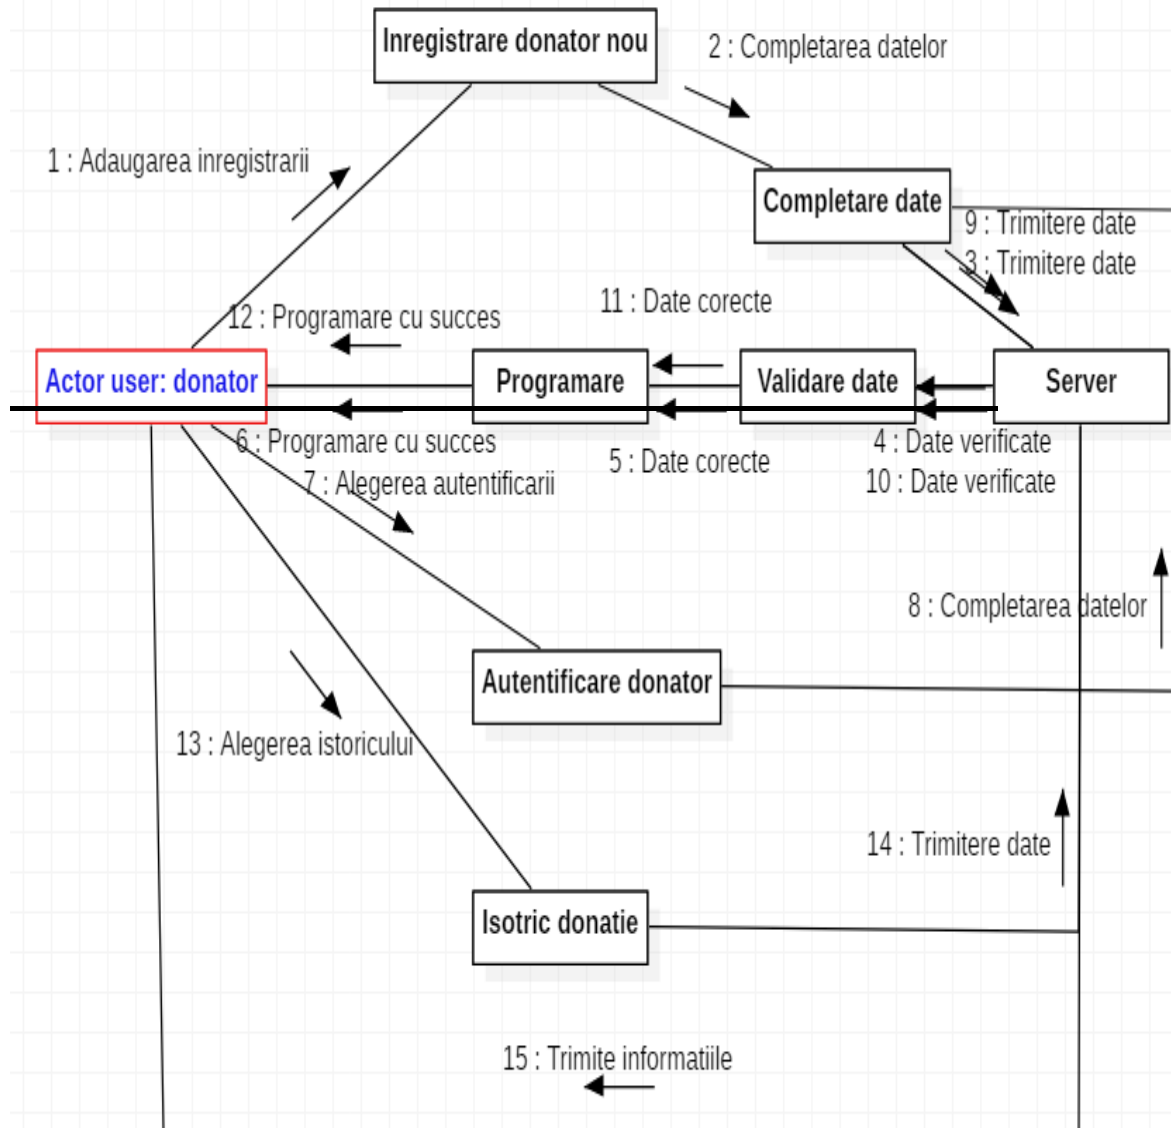 Inregistrare donator nou
2 : Completarea datelor
1 : Adaugarea inregistrarii
Completare date
9 : Trimitere date
3 : Trimitere date
11 : Date corecte
12 : Programare cu succes
Actor user: donator
Programare
Validare date
Server
6 : Programare cu succes
4 : Date verificate
5 : Date corecte
10 : Date verificate
7 : Alegerea autentificarii
8 : Completarea datelor
Autentificare donator
13 : Alegerea istoricului
14 : Trimitere date
Isotric donatie
15 : Trimite informatiile